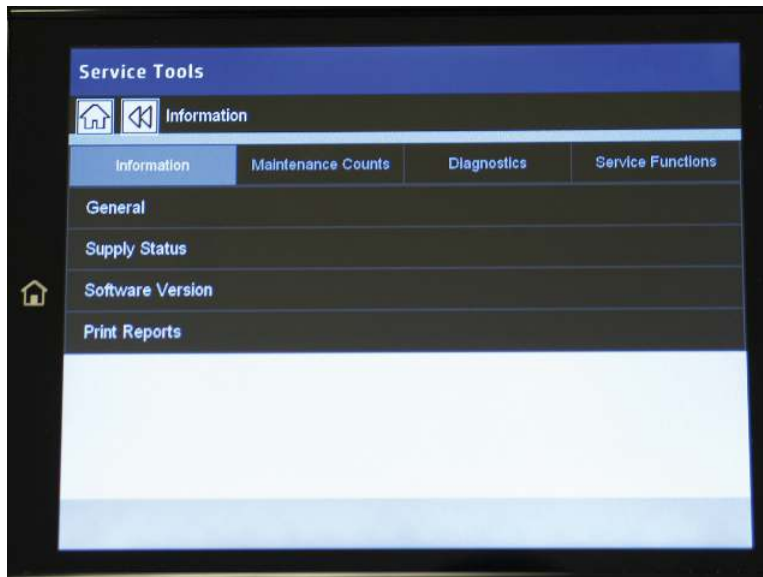 Service Tools
Information
Information Maintenance Counts Diagnostics Service Functions
General
Supply Status
Software Version
Print Reports